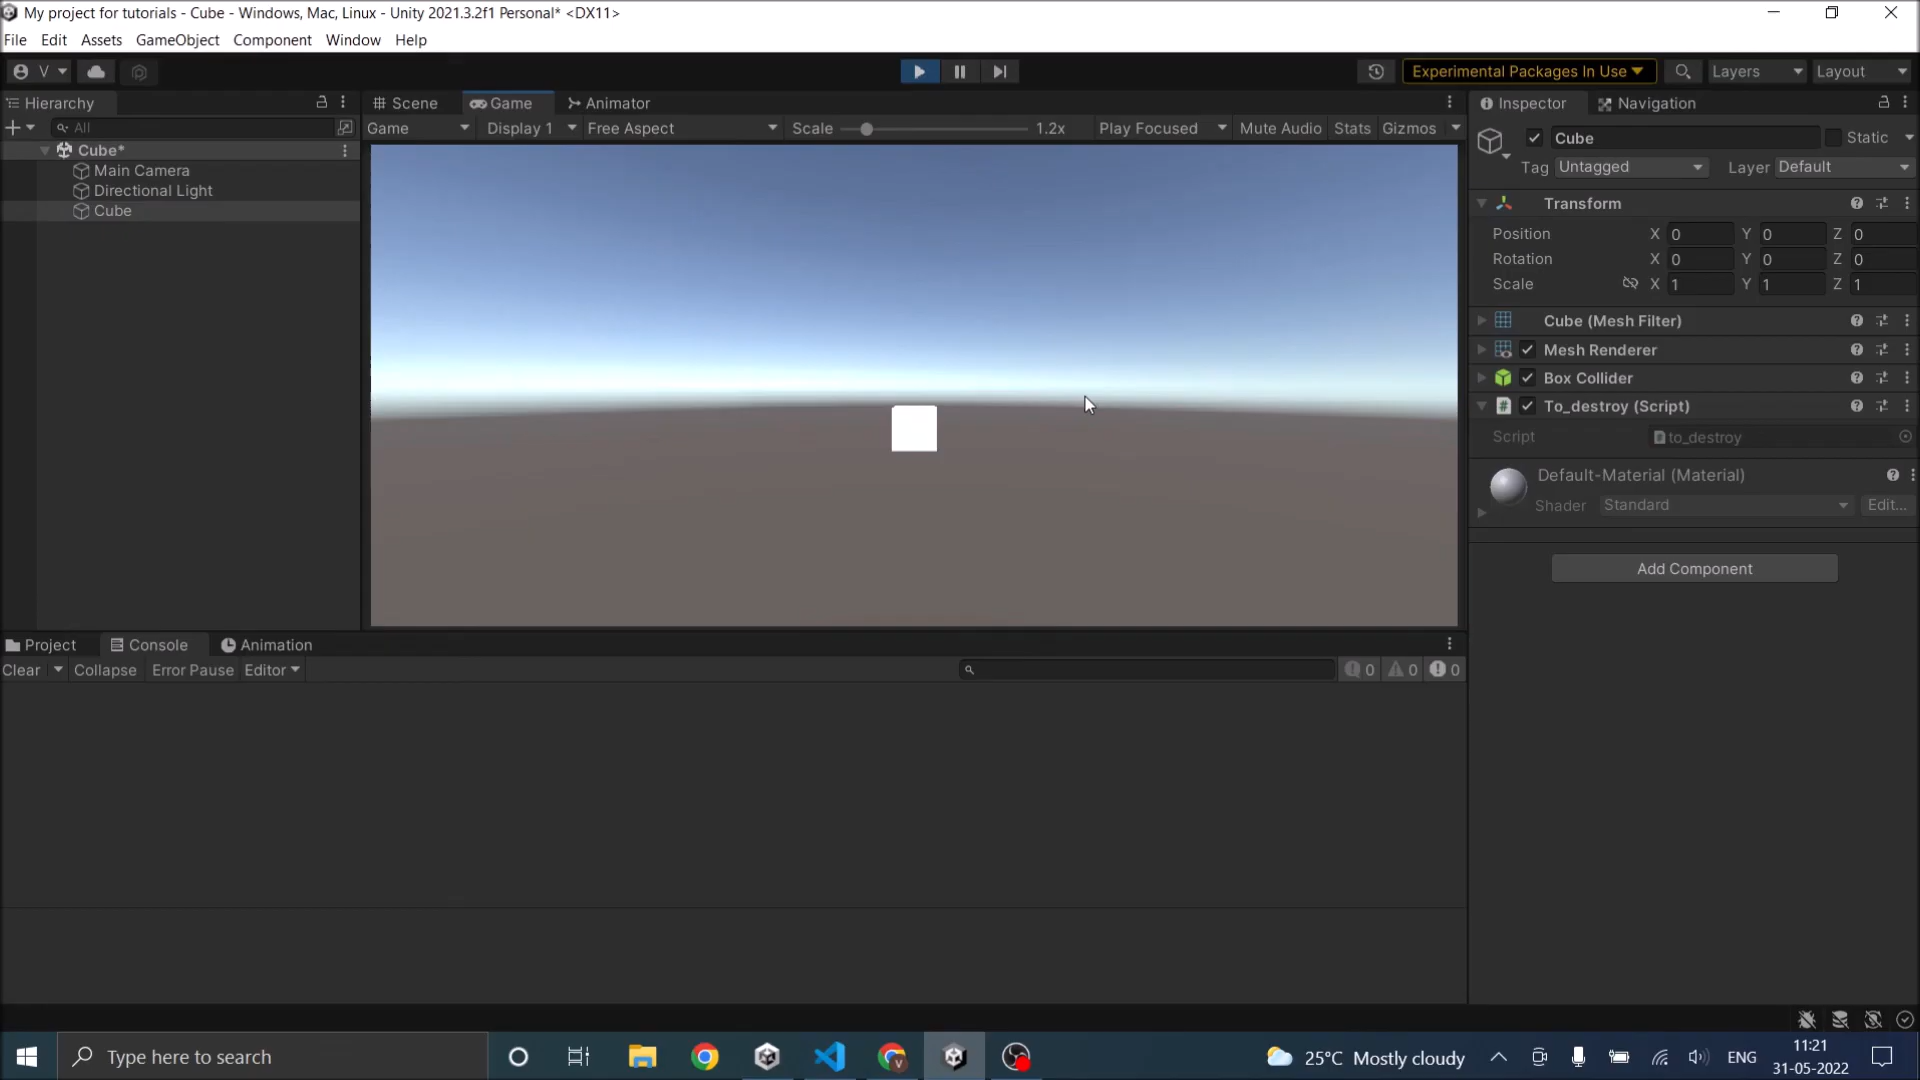 My project for tutorials - Cube - Windows, Mac, Linux - Unity 2021.3.2f1 Personal* <DX11>
File Edit Assets GameObject Component Window Help
V Experimental Packages In Use Layers Layout
Hierarchy Scene Game Animator Inspector Navigation
All Game Display 1 Free Aspect Scale 1.2x Play Focused Mute Audio Stats Gizmos
Cube Static
Cube*
Main Camera
Directional Light
Cube
Tag Untagged Layer Default
Transform
Position X 0 Y 0 Z 0
Rotation X 0 Y 0 Z 0
Scale X 1 Y 1 Z 1
Cube (Mesh Filter)
Mesh Renderer
Box Collider
# To_destroy (Script)
Script to_destroy
Default-Material (Material)
Shader Standard Edit...
Add Component
Project Console Animation
Clear Collapse Error Pause Editor 0 0 0
Type here to search
25°C Mostly cloudy
ENG
11:21
31-05-2022